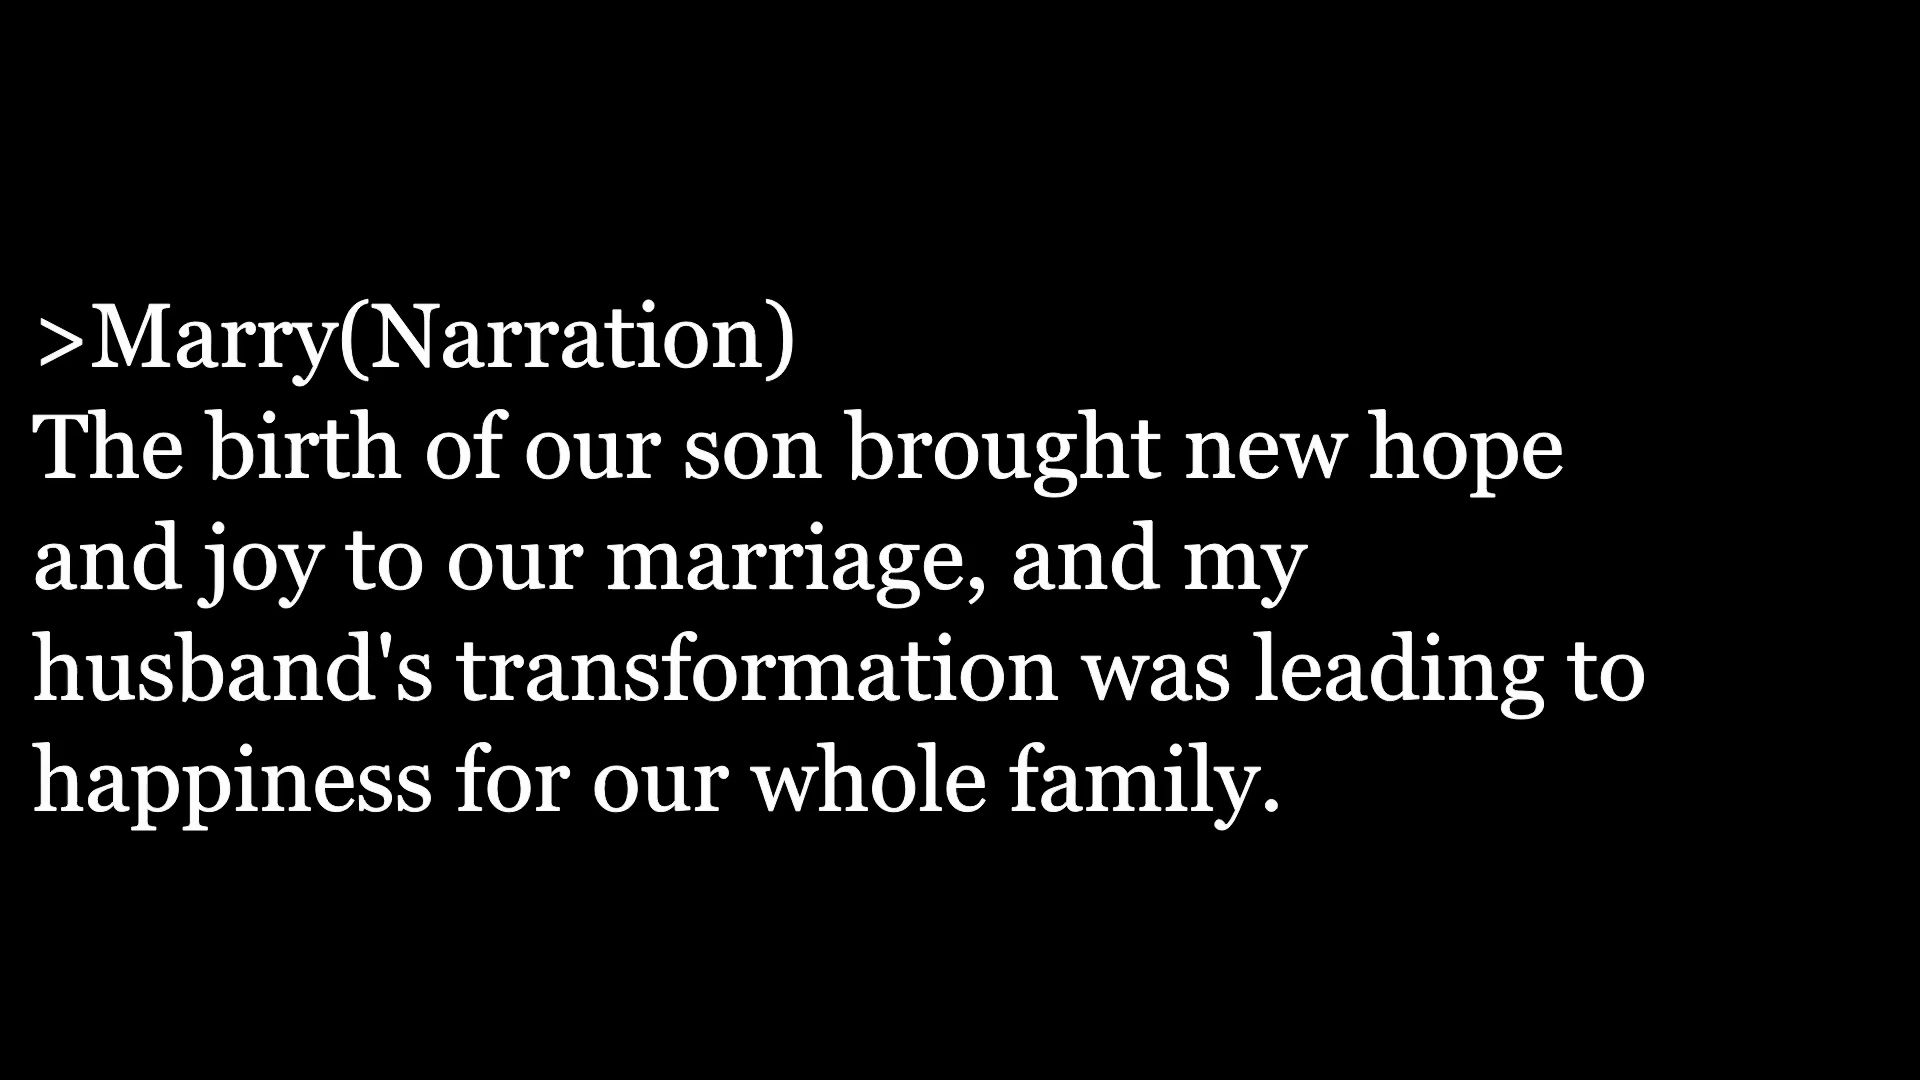 >Marry(Narration)
The birth of our son brought new hope
and joy to our marriage, and my
husband's transformation was leading to
happiness for our whole family.